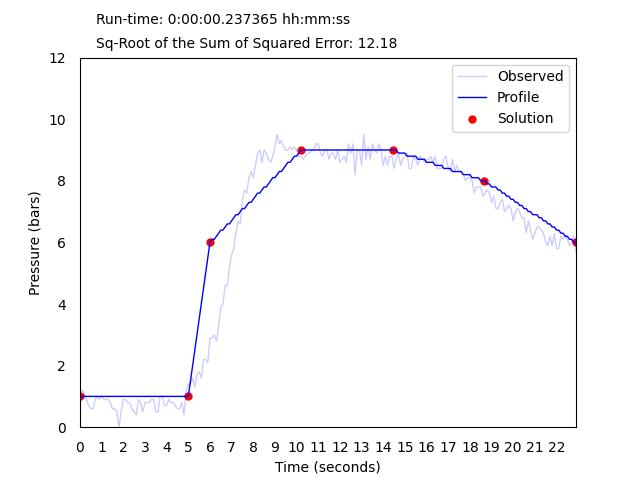 Run-time: 0:00:00.237365 hh:mm:ss
Sq-Root of the Sum of Squared Error: 12.18
Observed
Profile
Solution
12
10
8
6
4
2
0
Pressure (bars)
0 1 2 3 4 5 6 7 8 9 10 11 12 13 14 15 16 17 18 19 20 21 22
Time (seconds)